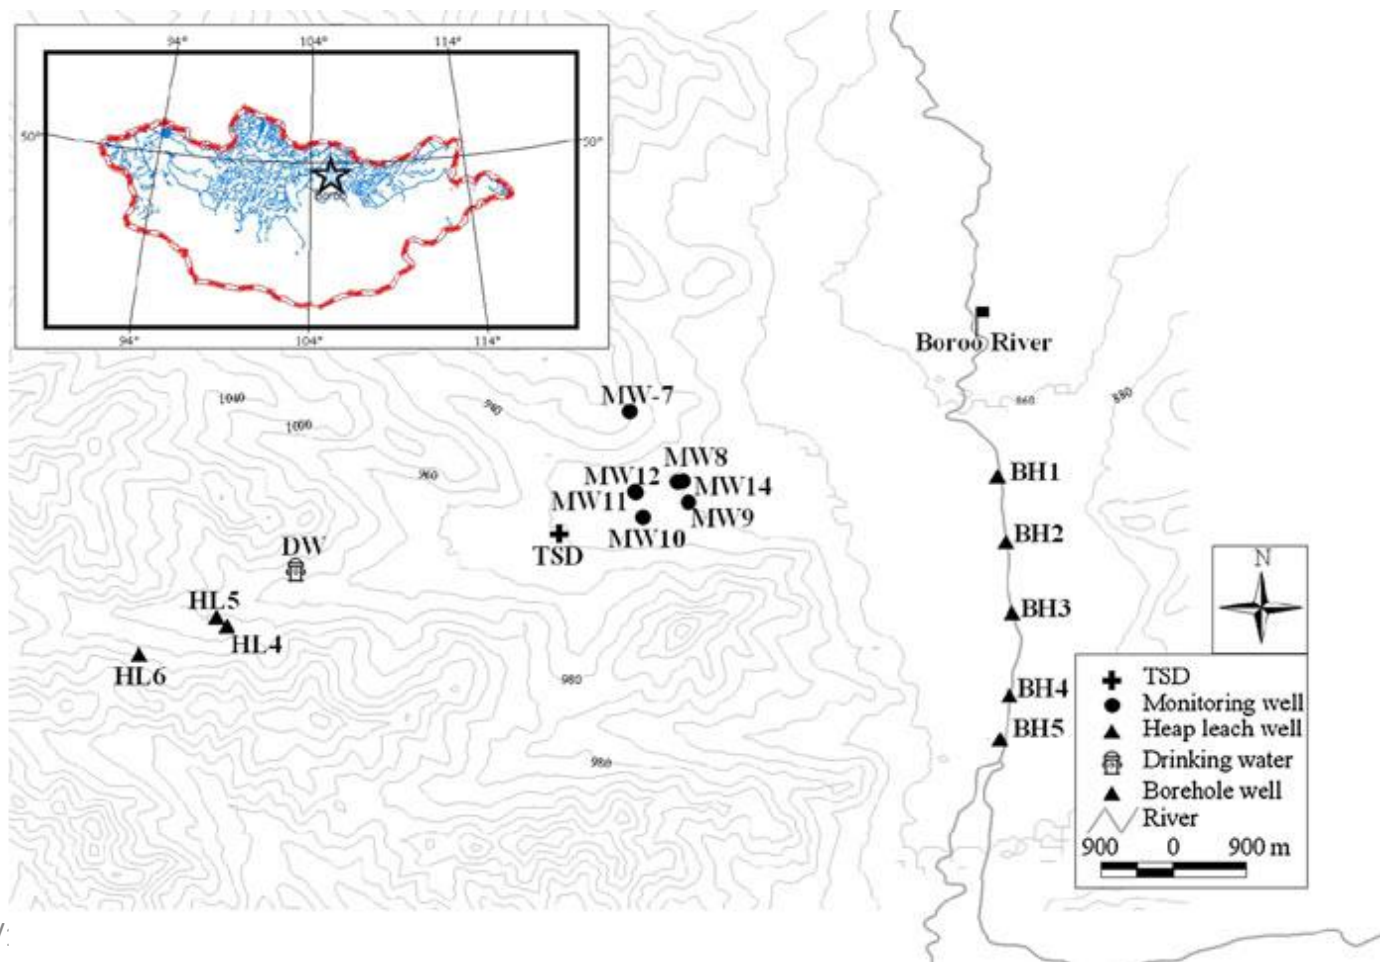 94°
104°
114°
50°
50°
94°
104°
114°
Boroo River
1040
1000
940
860
880
MW-7
960
MW8
MW12
MW14
MW11
MW9
MW10
BH1
TSD
BH2
DW
N
HL5
BH3
HL4
HL6
980
BH4
TSD
Monitoring well
BH5
Heap leach well
980
Drinking water
Borehole well
River
900 0 900 m